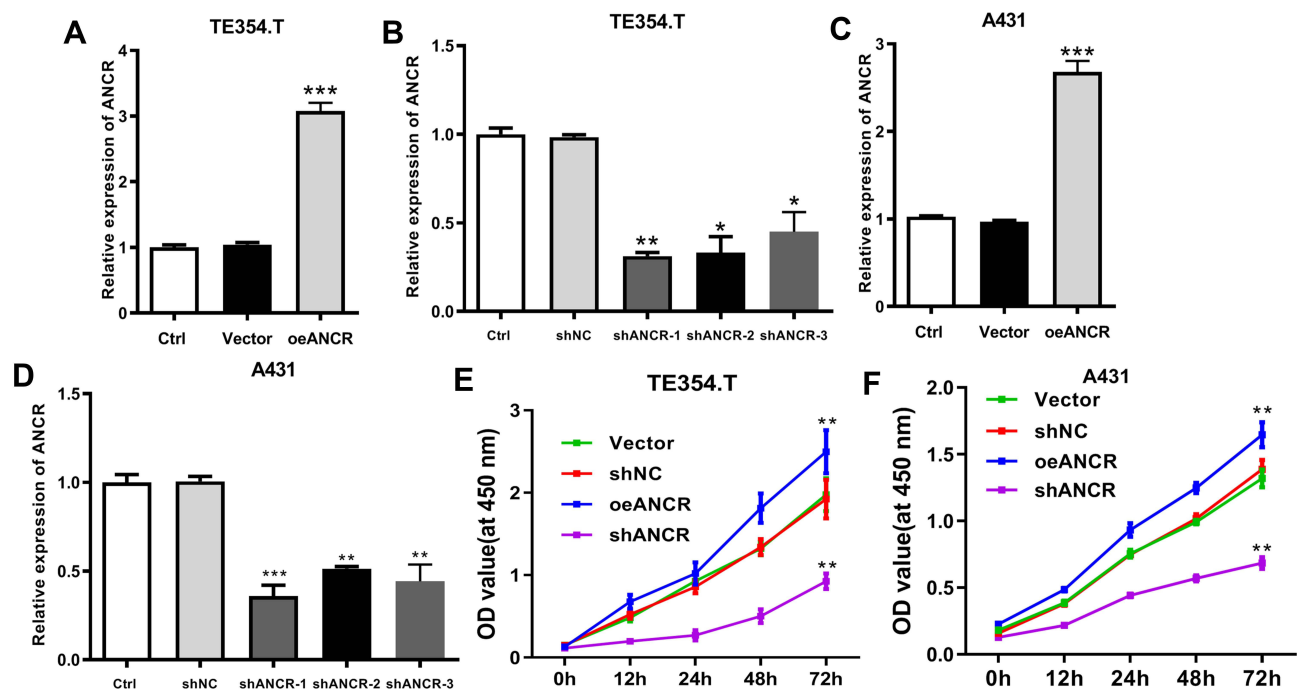 A
TE354.T
Relative expression of ANCR
4
3
2
1
0
***
Ctrl
Vector
oeANCR
B
TE354.T
Relative expression of ANCR
1.5
1.0
0.5
0.0
**
*
*
Ctrl
shNC
shANCR-1
shANCR-2
shANCR-3
C
A431
Relative expression of ANCR
3
2
1
0
***
Ctrl
Vector
oeANCR
D
A431
Relative expression of ANCR
1.5
1.0
0.5
0.0
***
**
**
Ctrl
shNC
shANCR-1
shANCR-2
shANCR-3
E
TE354.T
OD value(at 450 nm)
3
2
1
0
Vector
shNC
oeANCR
shANCR
**
**
0h
12h
24h
48h
72h
F
A431
OD value(at 450 nm)
2.0
1.5
1.0
0.5
0.0
Vector
shNC
oeANCR
shANCR
**
**
0h
12h
24h
48h
72h